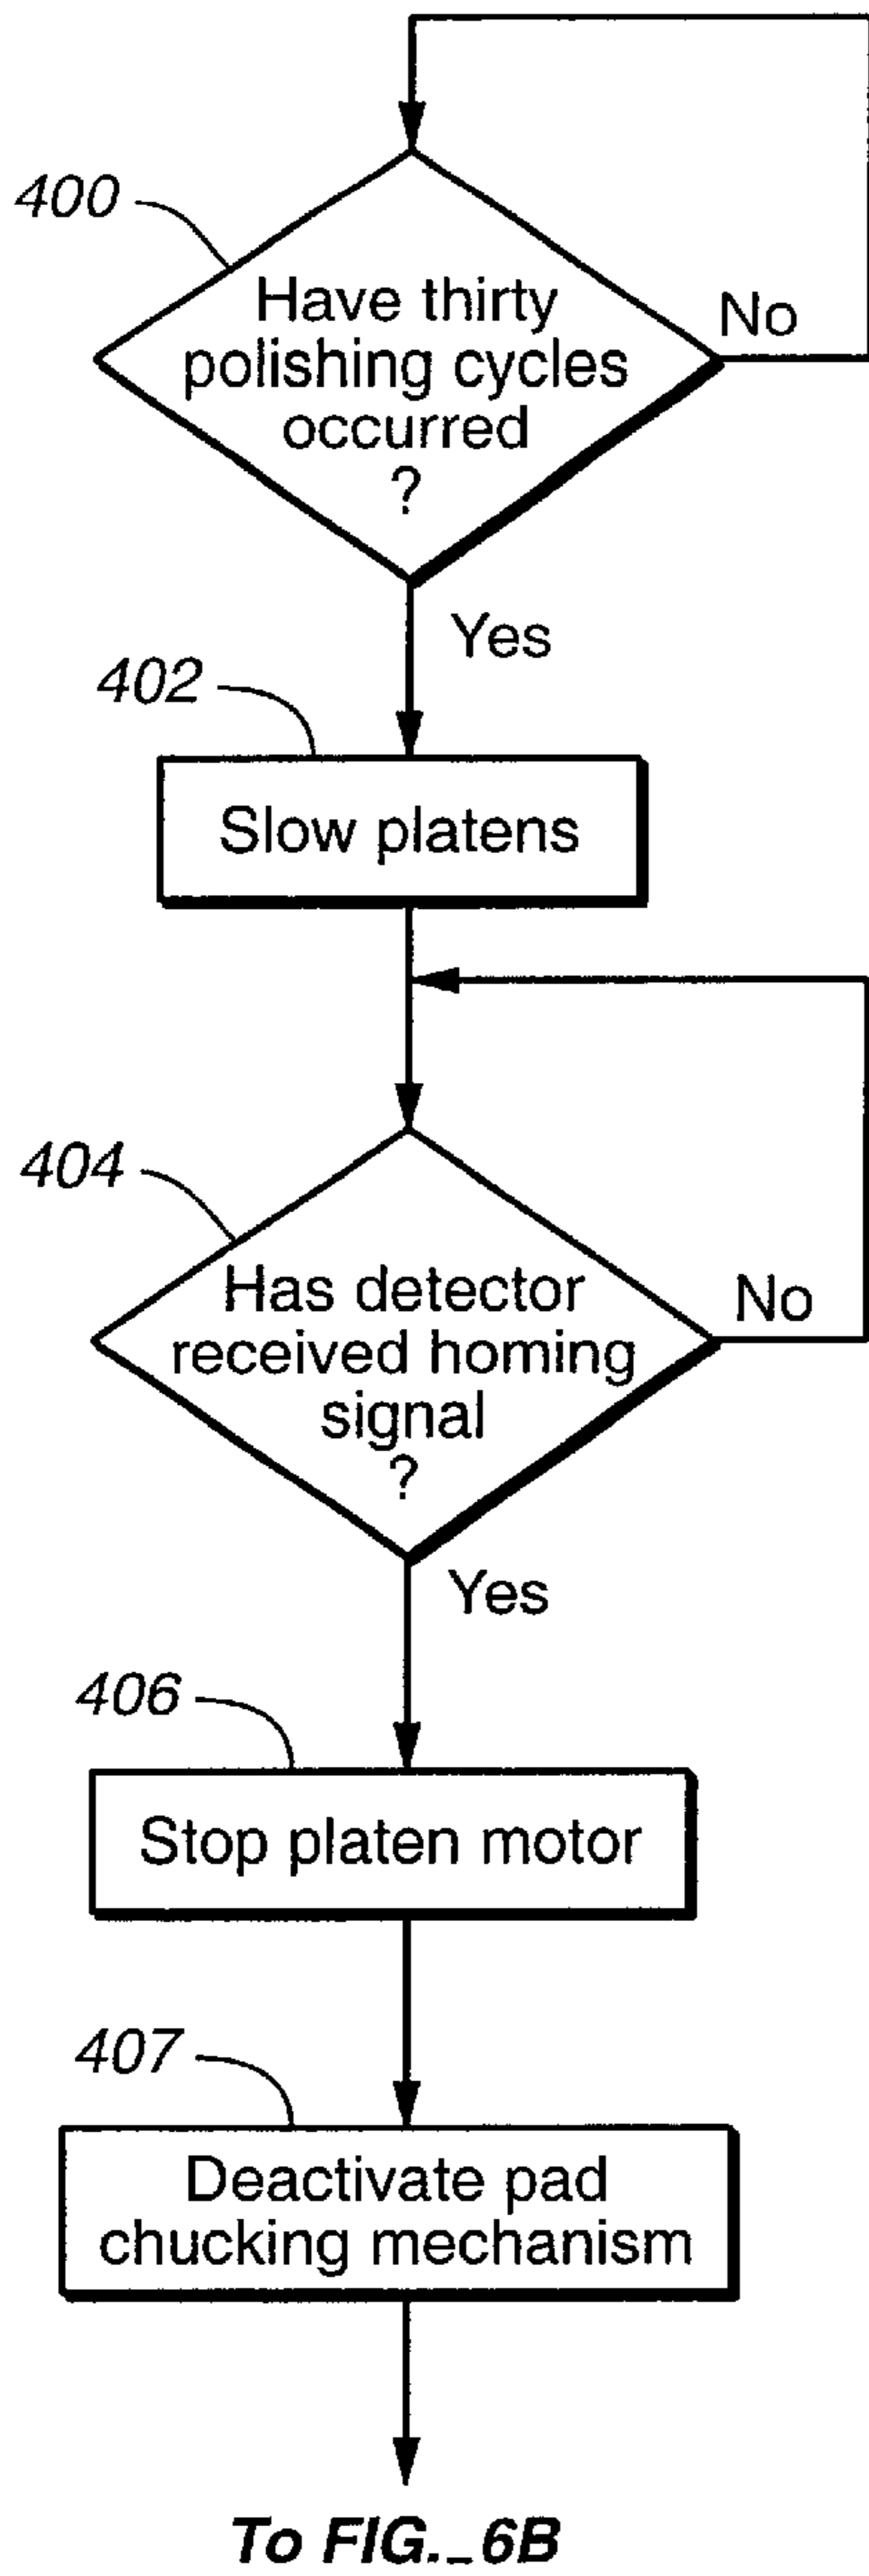 400
Have thirty
polishing cycles
occurred
?
No
Yes
402
Slow platens
404
Has detector
received homing
signal
?
No
Yes
406
Stop platen motor
407
Deactivate pad
chucking mechanism
To FIG._6B